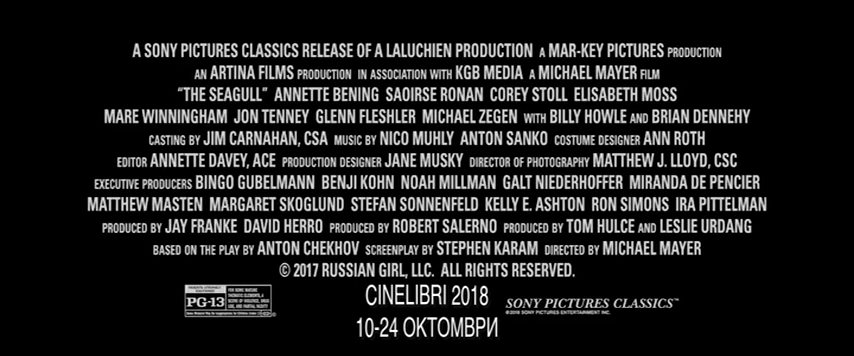 A SONY PICTURES CLASSICS RELEASE OF A LALUCHIEN PRODUCTION A MAR-KEY PICTURES PRODUCTION
AN ARTINA FILMS PRODUCTION IN ASSOCIATION WITH KGB MEDIA A MICHAEL MAYER FILM
“THE SEAGULL” ANNETTE BENING SAOIRSE RONAN COREY STOLL ELISABETH MOSS
MARE WINNINGHAM JON TENNEY GLENN FLESHLER MICHAEL ZEGEN WITH BILLY HOWLE AND BRIAN DENNEHY
CASTING BY JIM CARNAHAN, CSA MUSIC BY NICO MUHLY ANTON SANKO COSTUME DESIGNER ANN ROTH
EDITOR ANNETTE DAVEY, ACE PRODUCTION DESIGNER JANE MUSKY DIRECTOR OF PHOTOGRAPHY MATTHEW J. LLOYD, CSC
EXECUTIVE PRODUCERS BINGO GUBELMANN BENJI KOHN NOAH MILLMAN GALT NIEDERHOFFER MIRANDA DE PENCIER
MATTHEW MASTEN MARGARET SKOGLUND STEFAN SONNENFELD KELLY E. ASHTON RON SIMONS IRA PITTELMAN
PRODUCED BY JAY FRANKE DAVID HERRO PRODUCED BY ROBERT SALERNO PRODUCED BY TOM HULCE AND LESLIE URDANG
BASED ON THE PLAY BY ANTON CHEKHOV SCREENPLAY BY STEPHEN KARAM DIRECTED BY MICHAEL MAYER
© 2017 RUSSIAN GIRL, LLC. ALL RIGHTS RESERVED.
PG-13
CINELIBRI 2018
10-24 ОКТОМВРИ
SONY PICTURES CLASSICS™
©2018 SONY PICTURES ENTERTAINMENT INC.